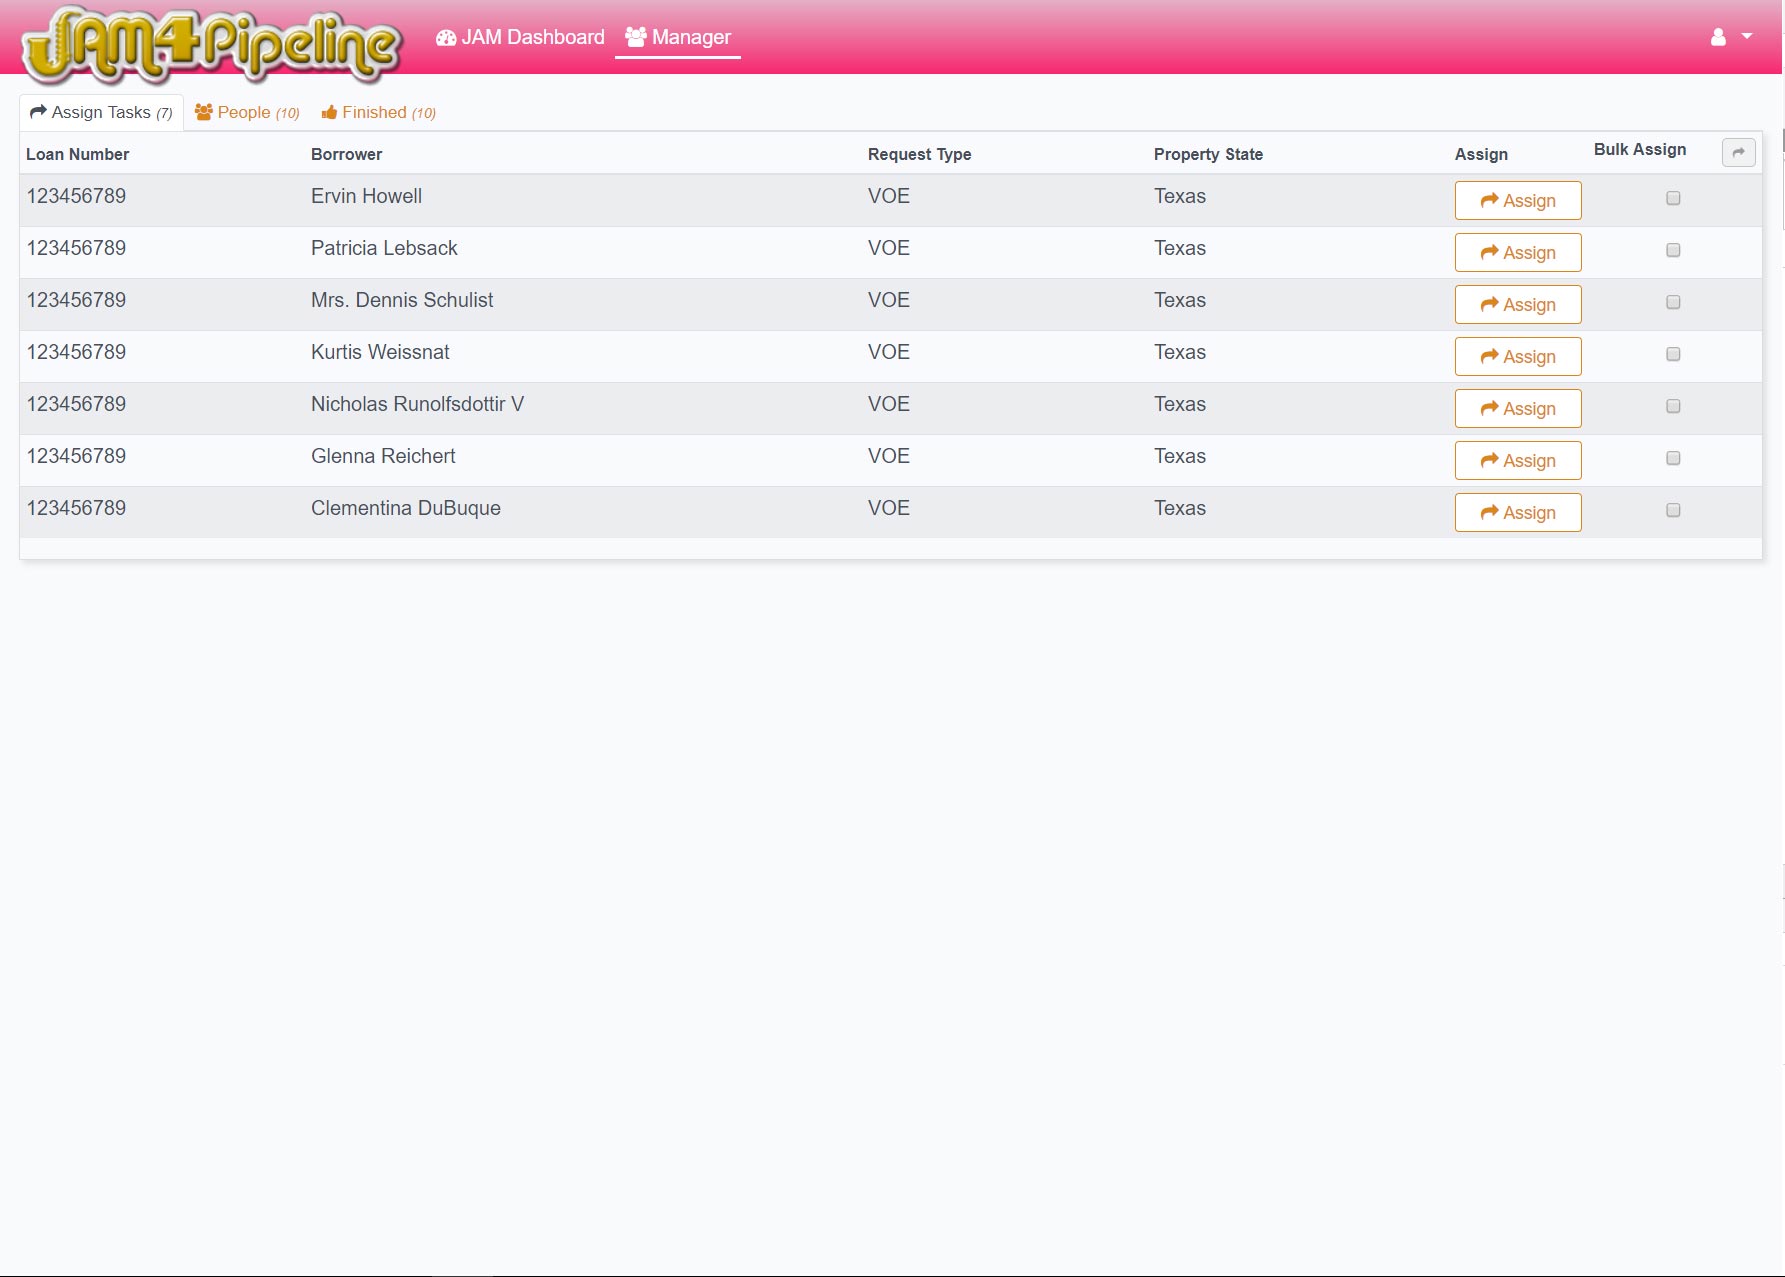 JAM4Pipeline JAM Dashboard Manager
Assign Tasks (7) People (10) Finished (10)
Loan Number Borrower Request Type Property State Assign Bulk Assign
123456789 Ervin Howell VOE Texas Assign
123456789 Patricia Lebsack VOE Texas Assign
123456789 Mrs. Dennis Schulist VOE Texas Assign
123456789 Kurtis Weissnat VOE Texas Assign
123456789 Nicholas Runolfsdottir V VOE Texas Assign
123456789 Glenna Reichert VOE Texas Assign
123456789 Clementina DuBuque VOE Texas Assign